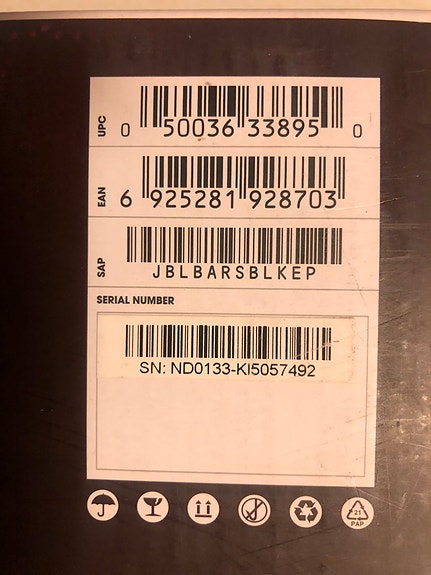 UPC
0 50036 33895 0
EAN
6 925281 928703
SAP
JBLBARSBLKEP
SERIAL NUMBER
SN: ND0133-KI5057492
21
PAP